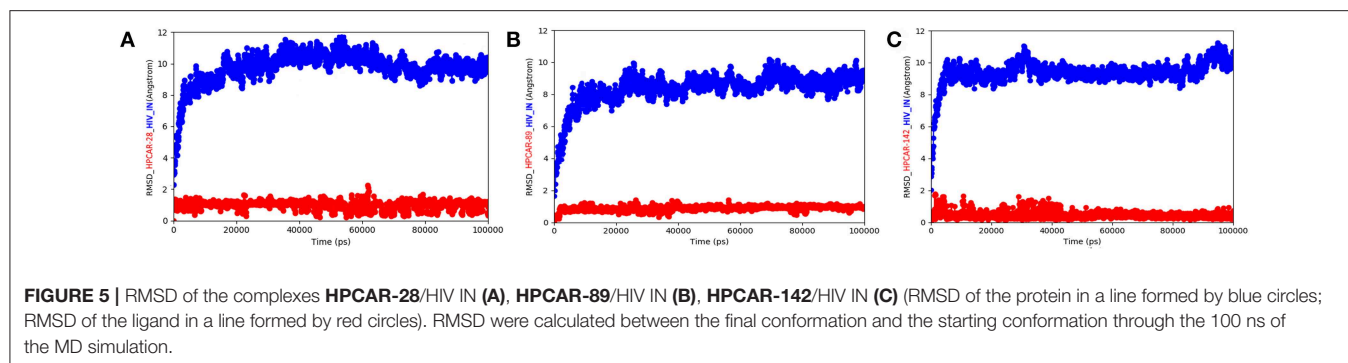 A
B
C
RMSD_HPCAR-28_HIV_IN(Angstrom)
12
10
8
6
4
2
0
0 20000 40000 60000 80000 100000
Time (ps)
RMSD_HPCAR-89_HIV_IN(Angstrom)
12
10
8
6
4
2
0
0 20000 40000 60000 80000 100000
Time (ps)
RMSD_HPCAR-142_HIV_IN(Angstrom)
12
10
8
6
4
2
0
0 20000 40000 60000 80000 100000
Time (ps)
FIGURE 5 | RMSD of the complexes HPCAR-28/HIV IN (A), HPCAR-89/HIV IN (B), HPCAR-142/HIV IN (C) (RMSD of the protein in a line formed by blue circles;
RMSD of the ligand in a line formed by red circles). RMSD were calculated between the final conformation and the starting conformation through the 100 ns of
the MD simulation.